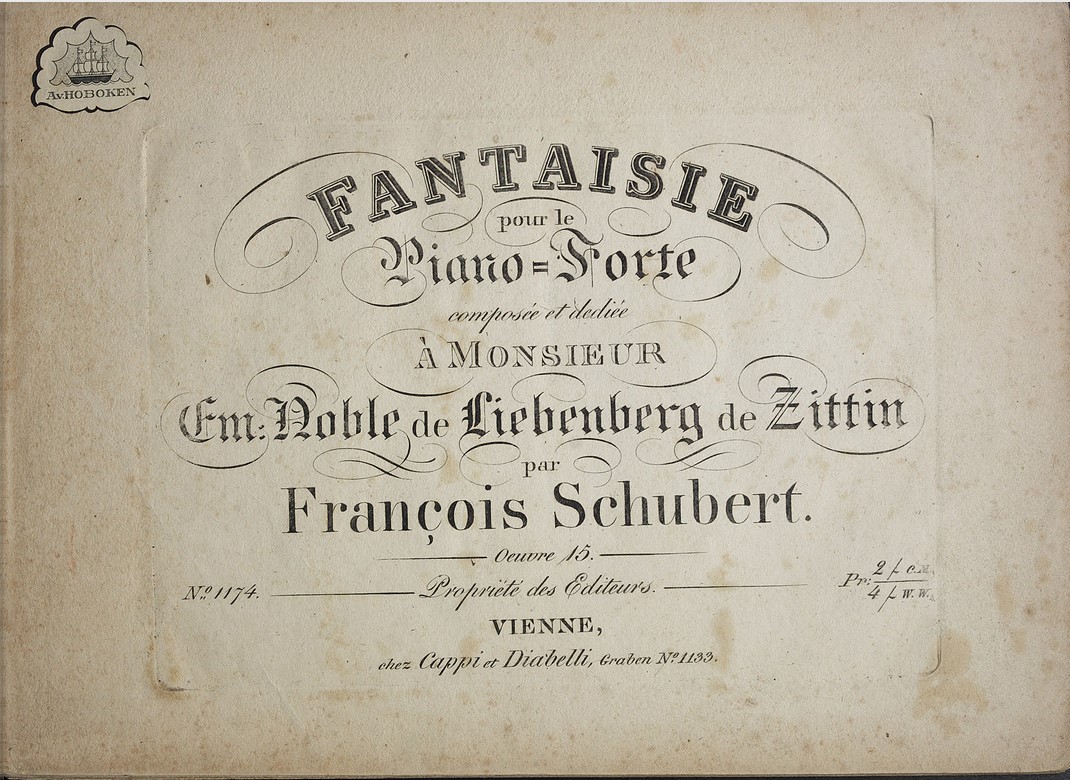 A.v.HOBOKEN
FANTAISIE
pour le
Piano=Forte
composée et dediée
À MONSIEUR
Em: Noble de Liebenberg de Zittin
par
François Schubert.
Oeuvre 15.
Nº 1174. Propriété des Editeurs. Pr: 2 f C.M.
4 f W.W.
VIENNE,
chez Cappi et Diabelli, Graben Nº 1133.